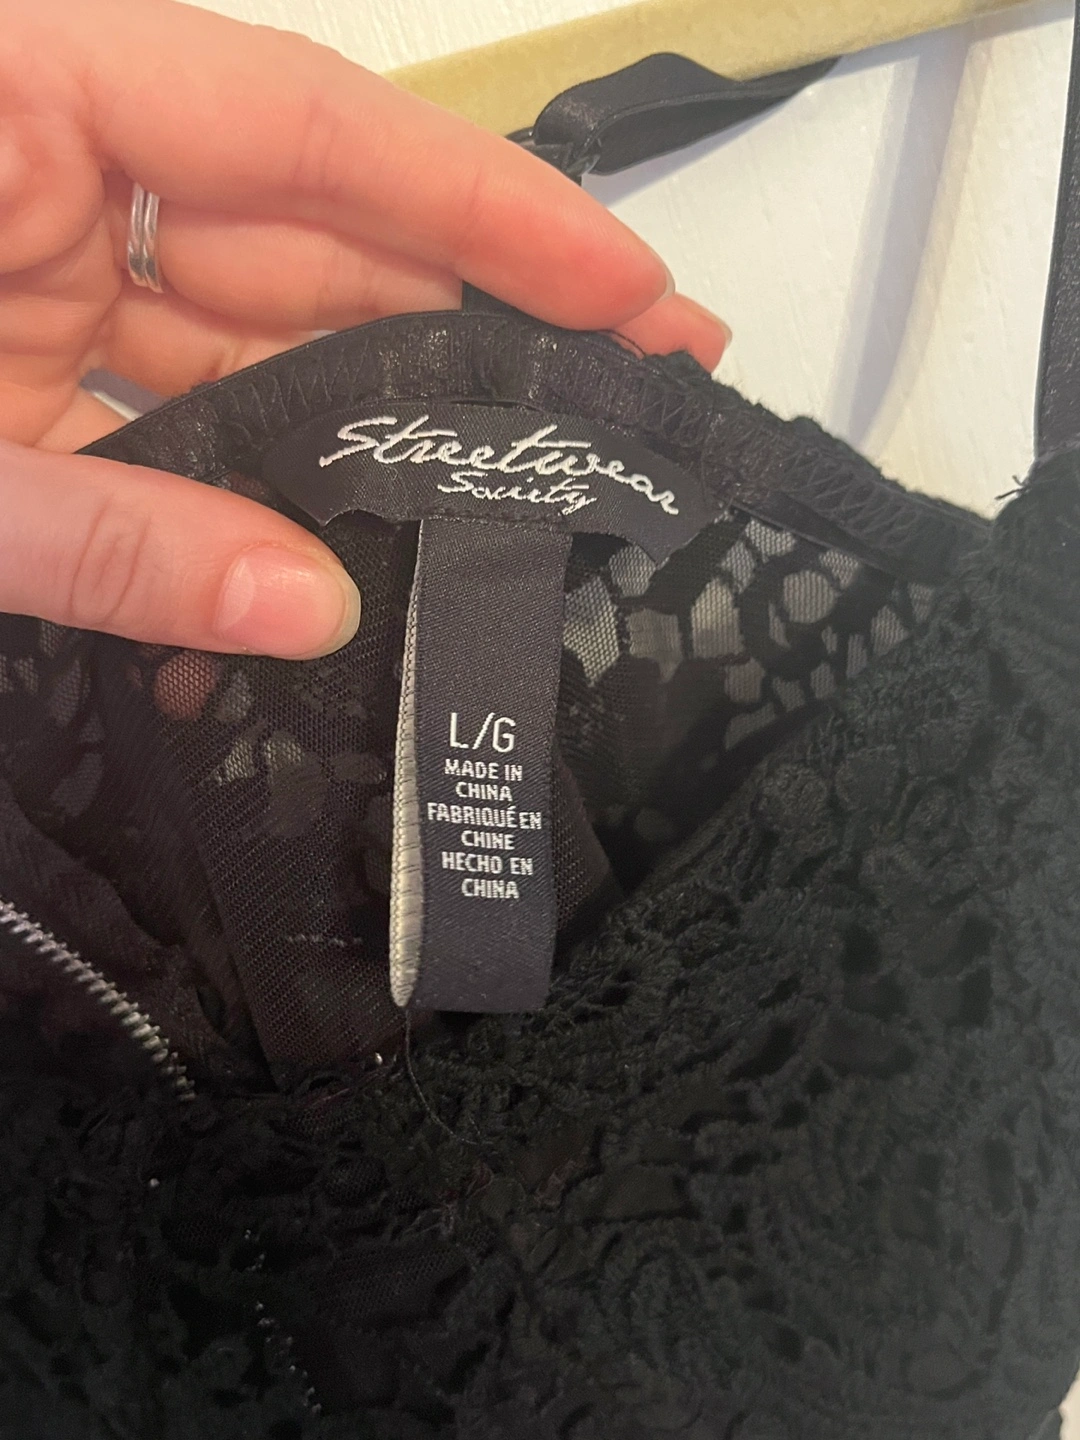 Streetwear
Society
L/G
MADE IN
CHINA
FABRIQUÉ EN
CHINE
HECHO EN
CHINA